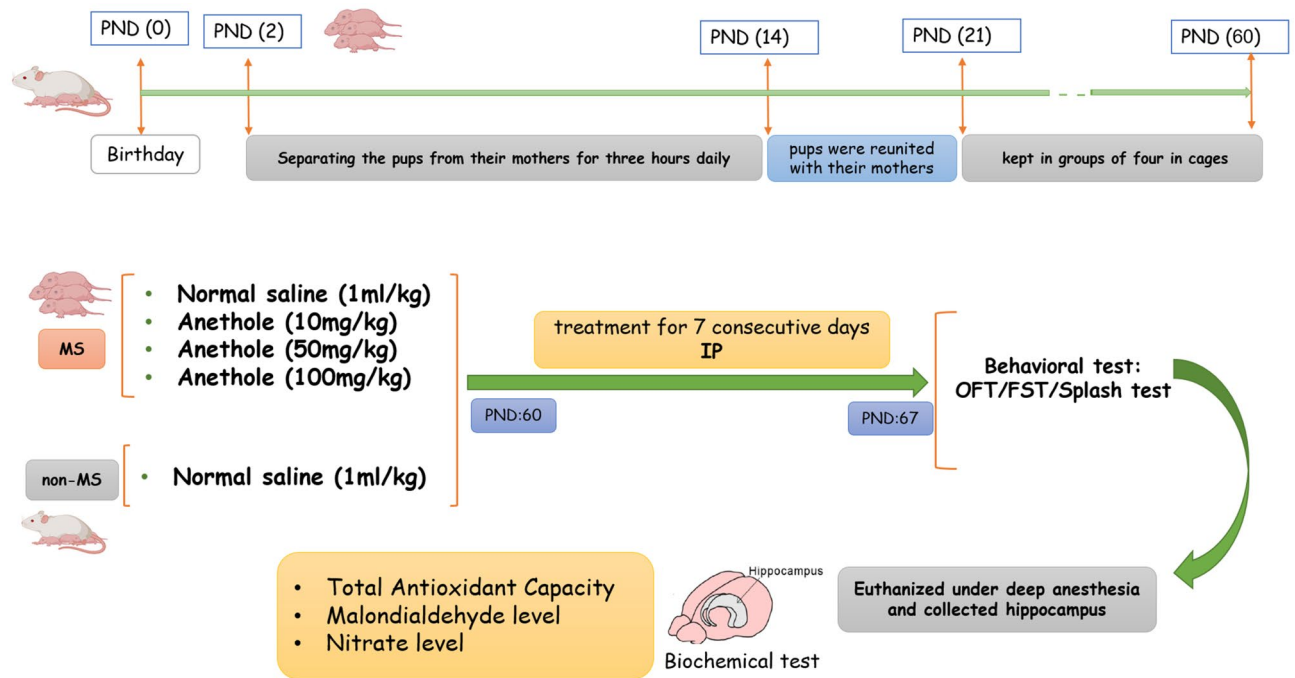 PND (0)
PND (2)
PND (14)
PND (21)
PND (60)
Birthday
Separating the pups from their mothers for three hours daily
pups were reunited
with their mothers
kept in groups of four in cages
MS
• Normal saline (1ml/kg)
• Anethole (10mg/kg)
• Anethole (50mg/kg)
• Anethole (100mg/kg)
non-MS
• Normal saline (1ml/kg)
treatment for 7 consecutive days
IP
PND:60
PND:67
Behavioral test:
OFT/FST/Splash test
Euthanized under deep anesthesia
and collected hippocampus
Hippocampus
Biochemical test
• Total Antioxidant Capacity
• Malondialdehyde level
• Nitrate level